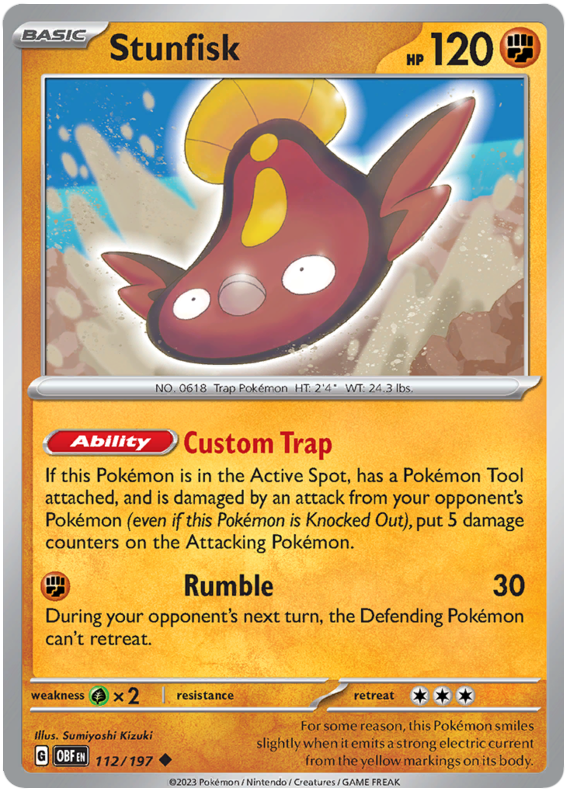 BASIC Stunfisk HP 120
NO. 0618 Trap Pokémon HT: 2'4" WT: 24.3 lbs.
Ability Custom Trap
If this Pokémon is in the Active Spot, has a Pokémon Tool
attached, and is damaged by an attack from your opponent's
Pokémon (even if this Pokémon is Knocked Out), put 5 damage
counters on the Attacking Pokémon.
Rumble 30
During your opponent's next turn, the Defending Pokémon
can't retreat.
weakness ×2 resistance retreat
Illus. Sumiyoshi Kizuki
G OBF EN 112/197
For some reason, this Pokémon smiles
slightly when it emits a strong electric current
from the yellow markings on its body.
©2023 Pokémon / Nintendo / Creatures / GAME FREAK